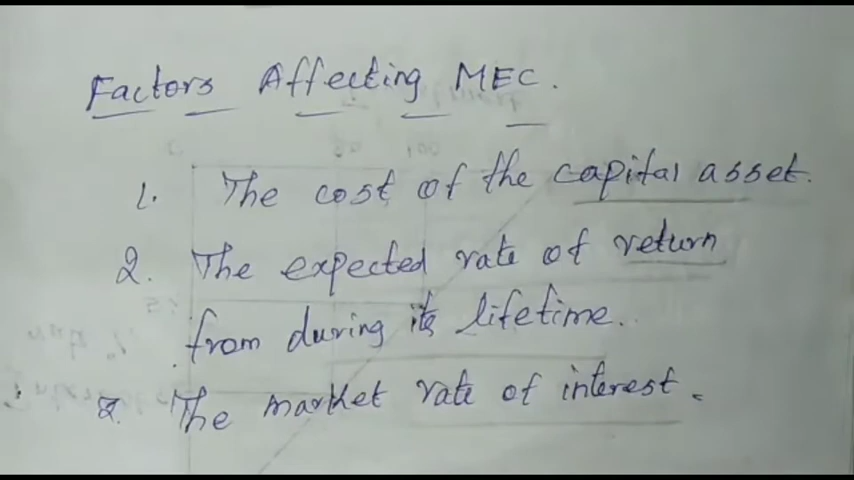 Factors Affecting MEC.
1. The cost of the capital asset.
2. The expected rate of return
from during its lifetime.
3. The market rate of interest.